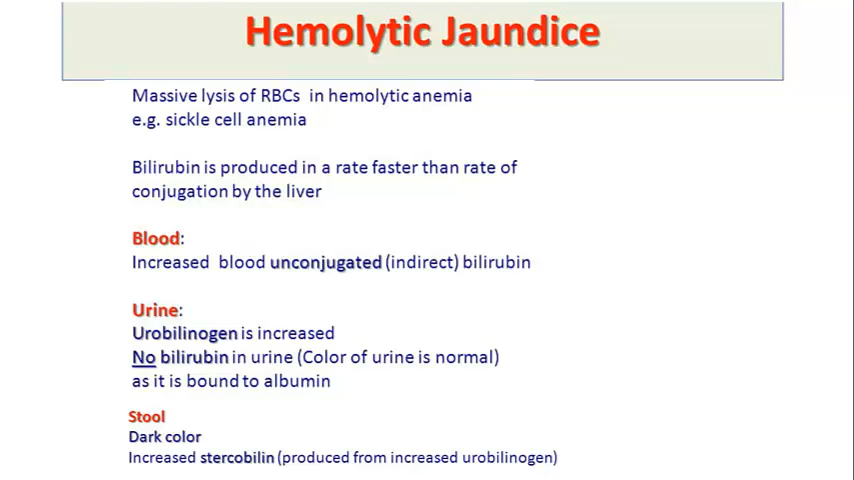 Hemolytic Jaundice
Massive lysis of RBCs in hemolytic anemia
e.g. sickle cell anemia
Bilirubin is produced in a rate faster than rate of
conjugation by the liver
Blood:
Increased blood unconjugated (indirect) bilirubin
Urine:
Urobilinogen is increased
No bilirubin in urine (Color of urine is normal)
as it is bound to albumin
Stool
Dark color
Increased stercobilin (produced from increased urobilinogen)